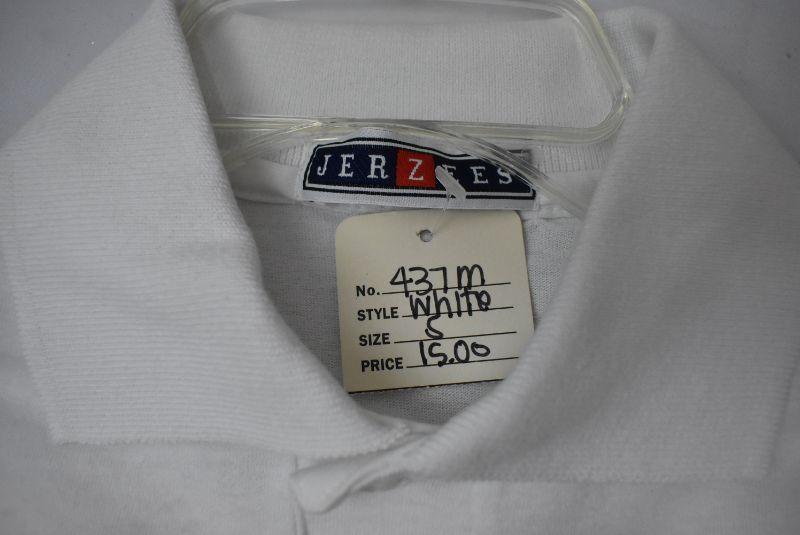 JERZEES
No. 437M
STYLE White
SIZE S
PRICE 15.00